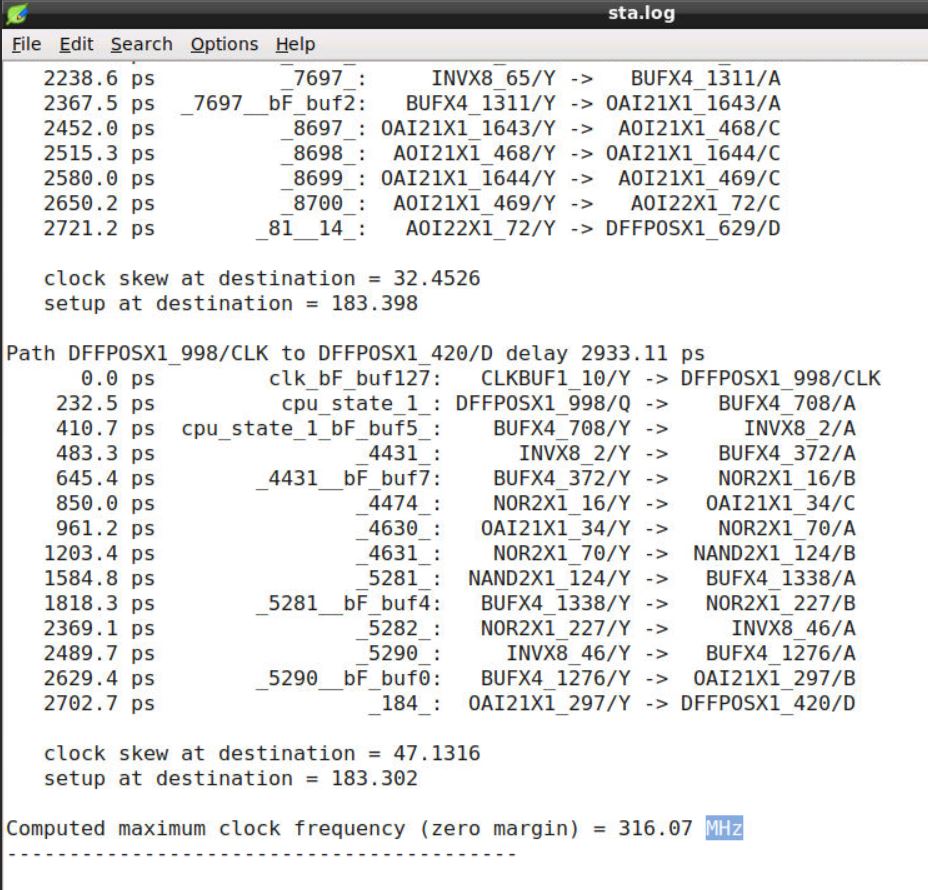 sta.log
File Edit Search Options Help
2238.6 ps _7697_: INVX8_65/Y -> BUFX4_1311/A
2367.5 ps _7697__bF_buf2: BUFX4_1311/Y -> OAI21X1_1643/A
2452.0 ps _8697_: OAI21X1_1643/Y -> AOI21X1_468/C
2515.3 ps _8698_: AOI21X1_468/Y -> OAI21X1_1644/C
2580.0 ps _8699_: OAI21X1_1644/Y -> AOI21X1_469/C
2650.2 ps _8700_: AOI21X1_469/Y -> AOI22X1_72/C
2721.2 ps _81__14_: AOI22X1_72/Y -> DFFPOSX1_629/D
clock skew at destination = 32.4526
setup at destination = 183.398
Path DFFPOSX1_998/CLK to DFFPOSX1_420/D delay 2933.11 ps
0.0 ps clk_bF_buf127: CLKBUF1_10/Y -> DFFPOSX1_998/CLK
232.5 ps cpu_state_1_: DFFPOSX1_998/Q -> BUFX4_708/A
410.7 ps cpu_state_1_bF_buf5_: BUFX4_708/Y -> INVX8_2/A
483.3 ps _4431_: INVX8_2/Y -> BUFX4_372/A
645.4 ps _4431__bF_buf7: BUFX4_372/Y -> NOR2X1_16/B
850.0 ps _4474_: NOR2X1_16/Y -> OAI21X1_34/C
961.2 ps _4630_: OAI21X1_34/Y -> NOR2X1_70/A
1203.4 ps _4631_: NOR2X1_70/Y -> NAND2X1_124/B
1584.8 ps _5281_: NAND2X1_124/Y -> BUFX4_1338/A
1818.3 ps _5281__bF_buf4: BUFX4_1338/Y -> NOR2X1_227/B
2369.1 ps _5282_: NOR2X1_227/Y -> INVX8_46/A
2489.7 ps _5290_: INVX8_46/Y -> BUFX4_1276/A
2629.4 ps _5290__bF_buf0: BUFX4_1276/Y -> OAI21X1_297/B
2702.7 ps _184_: OAI21X1_297/Y -> DFFPOSX1_420/D
clock skew at destination = 47.1316
setup at destination = 183.302
Computed maximum clock frequency (zero margin) = 316.07 MHz
-----------------------------------------